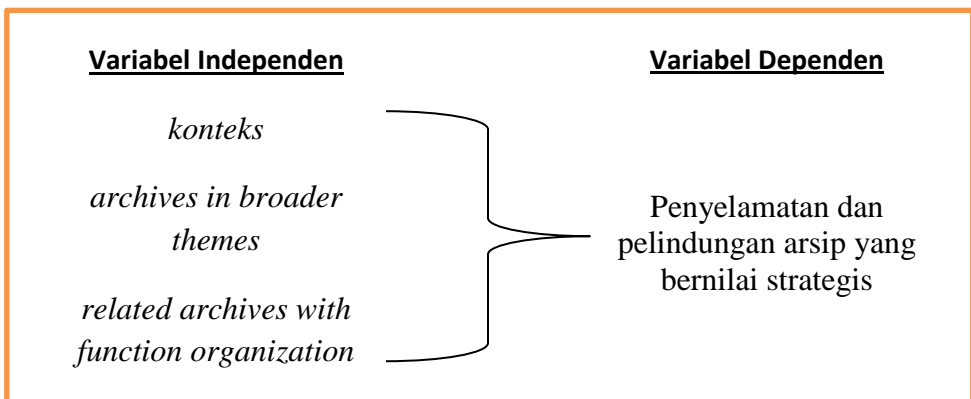 Variabel Independen
konteks
archives in broader
themes
related archives with
function organization
Variabel Dependen
Penyelamatan dan
pelindungan arsip yang
bernilai strategis